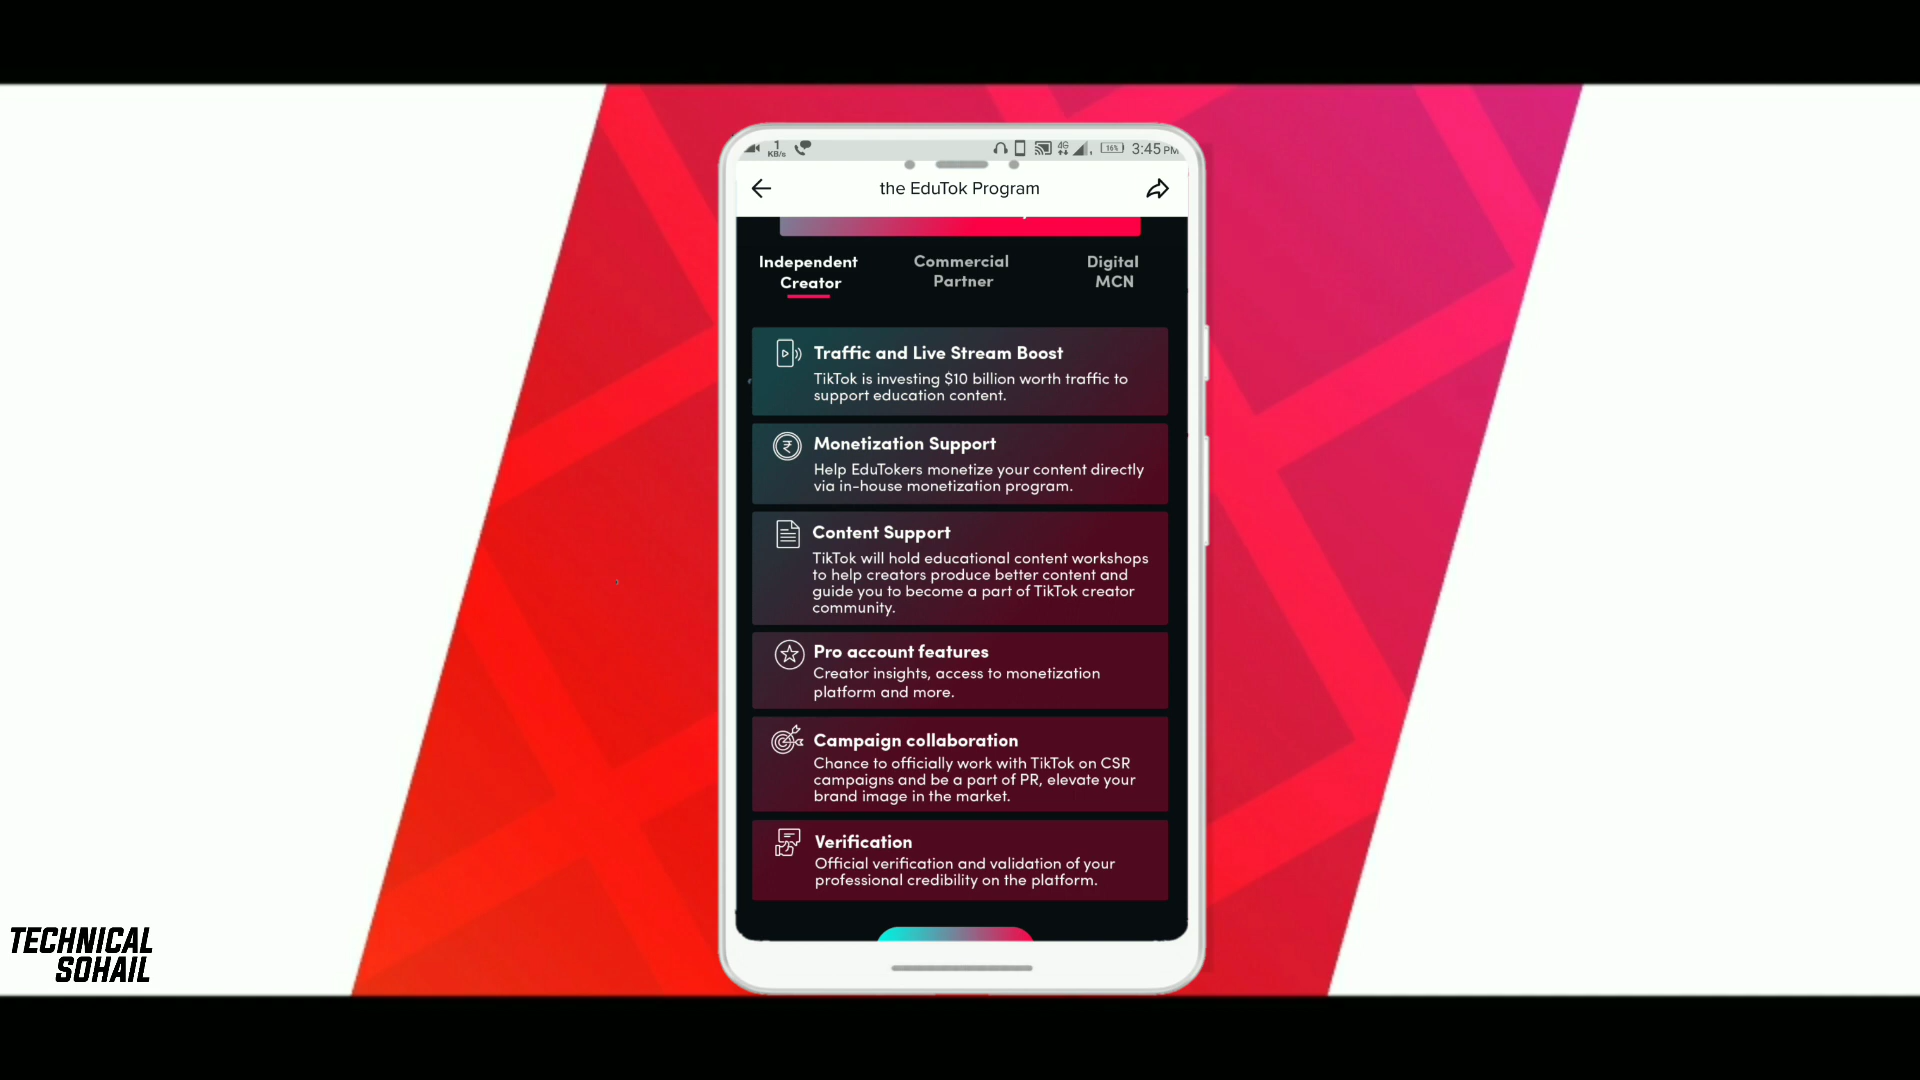 1
KB/s
4G
16%
3:45 PM
the EduTok Program
Independent
Creator
Commercial
Partner
Digital
MCN
Traffic and Live Stream Boost
TikTok is investing $10 billion worth traffic to
support education content.
Monetization Support
Help EduTokers monetize your content directly
via in-house monetization program.
Content Support
TikTok will hold educational content workshops
to help creators produce better content and
guide you to become a part of TikTok creator
community.
Pro account features
Creator insights, access to monetization
platform and more.
Campaign collaboration
Chance to officially work with TikTok on CSR
campaigns and be a part of PR, elevate your
brand image in the market.
Verification
Official verification and validation of your
professional credibility on the platform.
TECHNICAL
SOHAIL